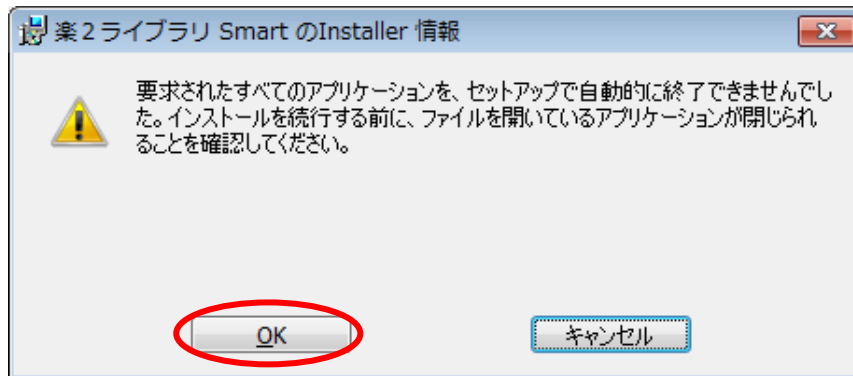 楽2ライブラリ Smart のInstaller 情報
要求されたすべてのアプリケーションを、セットアップで自動的に終了できませんでし
た。インストールを続行する前に、ファイルを開いているアプリケーションが閉じられ
ることを確認してください。
OK キャンセル